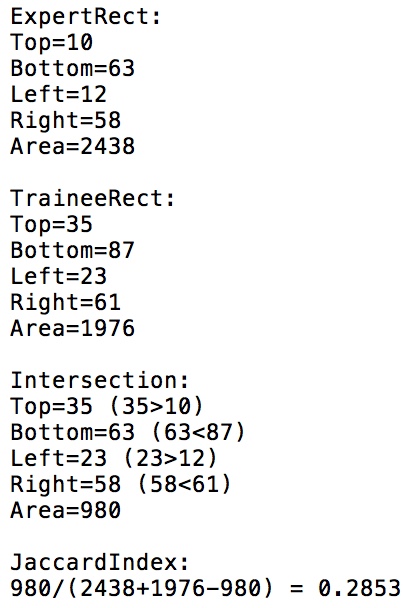 ExpertRect:
Top=10
Bottom=63
Left=12
Right=58
Area=2438
TraineeRect:
Top=35
Bottom=87
Left=23
Right=61
Area=1976
Intersection:
Top=35 (35>10)
Bottom=63 (63<87)
Left=23 (23>12)
Right=58 (58<61)
Area=980
JaccardIndex:
980/(2438+1976-980) = 0.2853